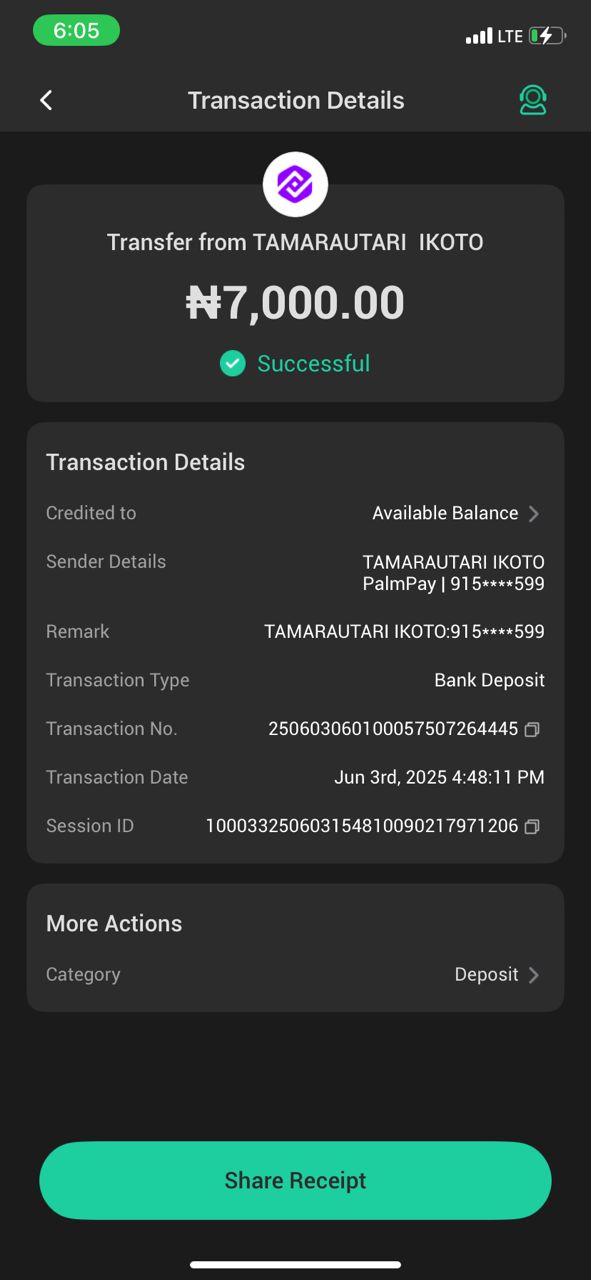 6:05 LTE
Transaction Details
Transfer from TAMARAUTARI IKOTO
₦7,000.00
Successful
Transaction Details
Credited to Available Balance
Sender Details TAMARAUTARI IKOTO
PalmPay | 915****599
Remark TAMARAUTARI IKOTO:915****599
Transaction Type Bank Deposit
Transaction No. 250603060100057507264445
Transaction Date Jun 3rd, 2025 4:48:11 PM
Session ID 100033250603154810090217971206
More Actions
Category Deposit
Share Receipt